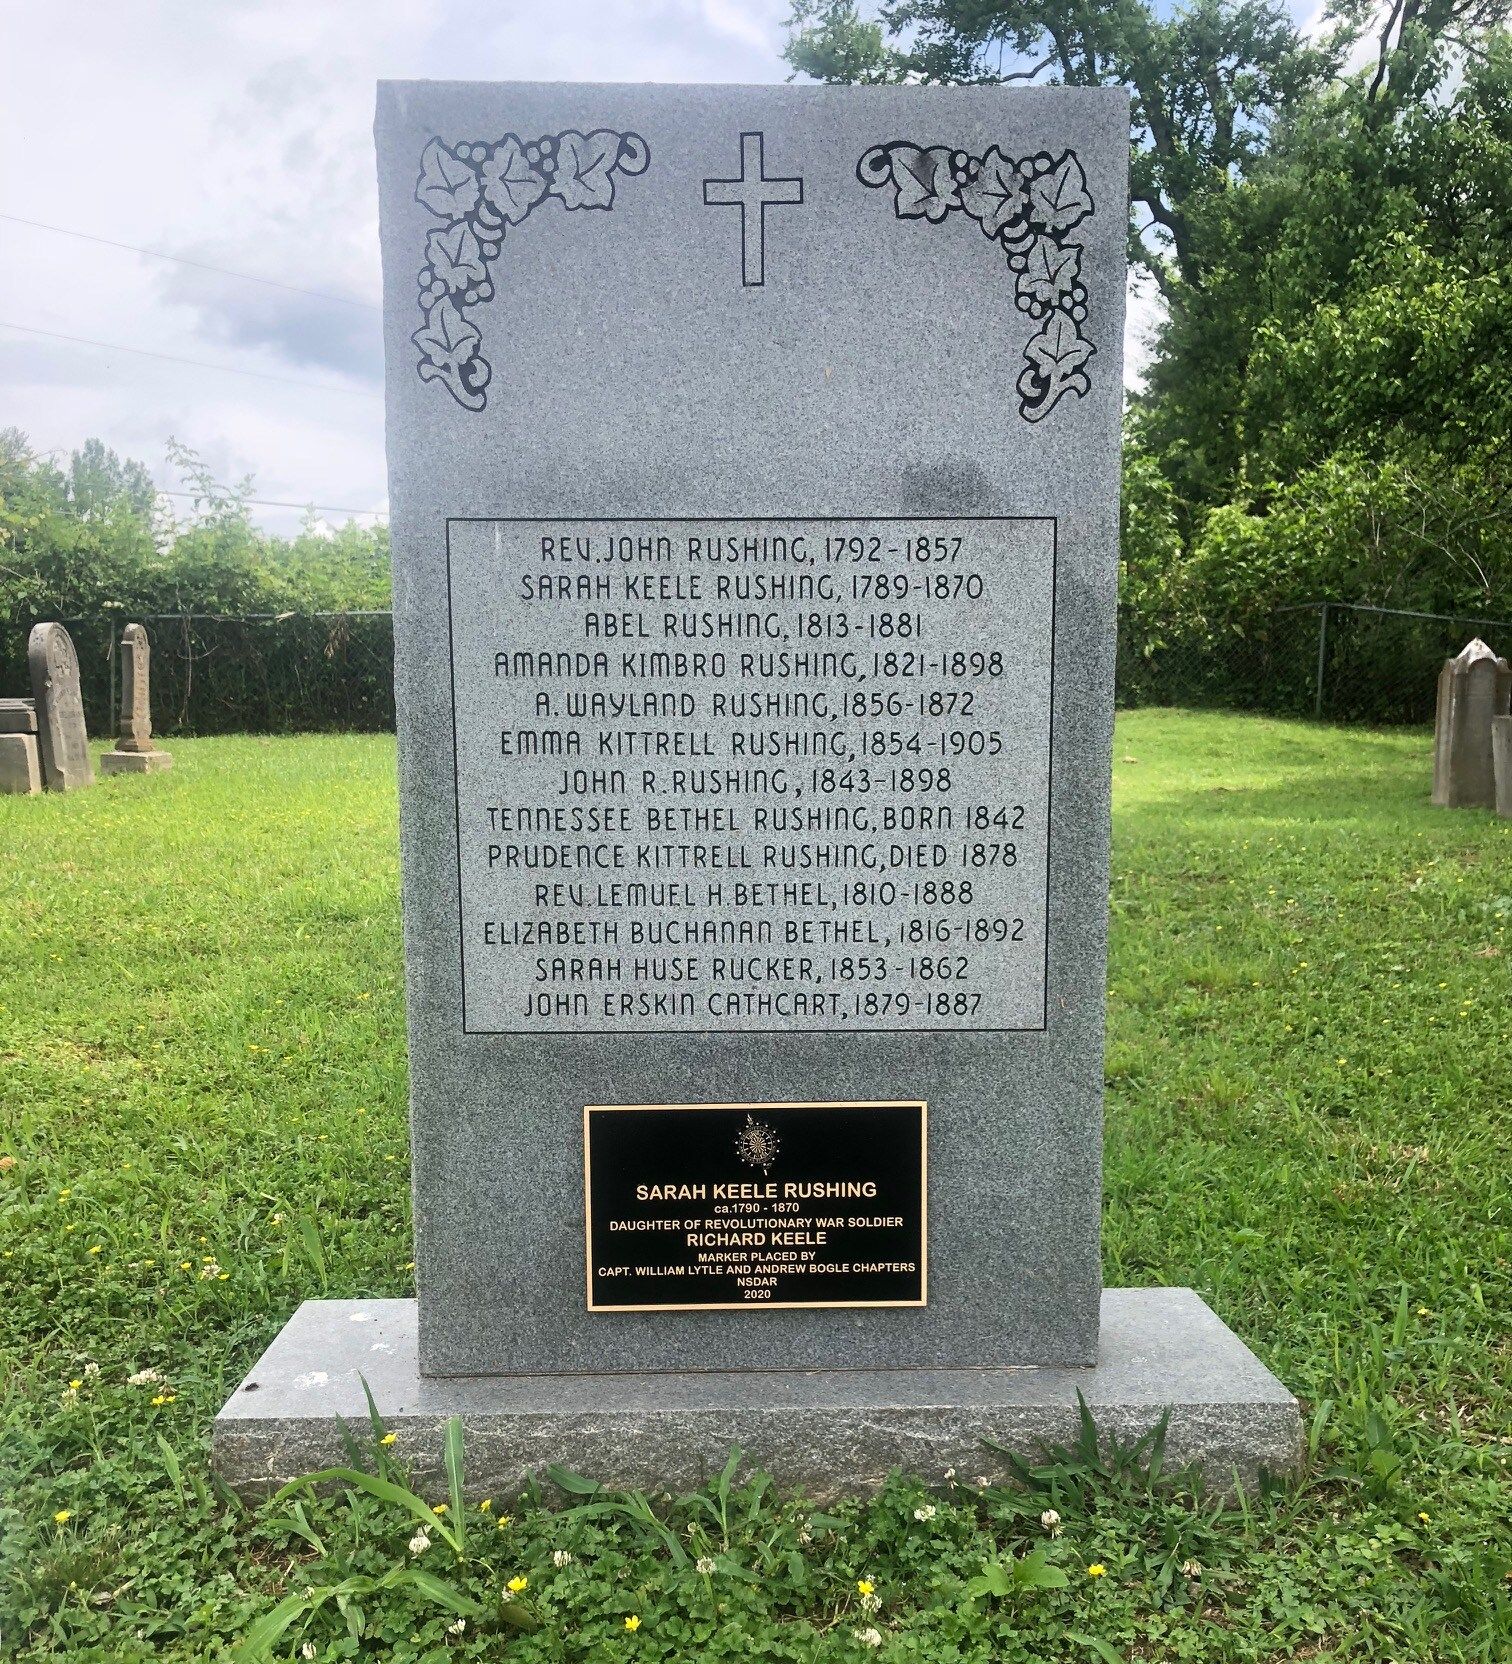 REV. JOHN RUSHING, 1792-1857
SARAH KEELE RUSHING, 1789-1870
ABEL RUSHING, 1813-1881
AMANDA KIMBRO RUSHING, 1821-1898
A. WAYLAND RUSHING, 1856-1872
EMMA KITTRELL RUSHING, 1854-1905
JOHN R. RUSHING, 1843-1898
TENNESSEE BETHEL RUSHING, BORN 1842
PRUDENCE KITTRELL RUSHING, DIED 1878
REV. LEMUEL H. BETHEL, 1810-1888
ELIZABETH BUCHANAN BETHEL, 1816-1892
SARAH HUSE RUCKER, 1853-1862
JOHN ERSKIN CATHCART, 1879-1887
SARAH KEELE RUSHING
ca.1790 - 1870
DAUGHTER OF REVOLUTIONARY WAR SOLDIER
RICHARD KEELE
MARKER PLACED BY
CAPT. WILLIAM LYTLE AND ANDREW BOGLE CHAPTERS
NSDAR
2020